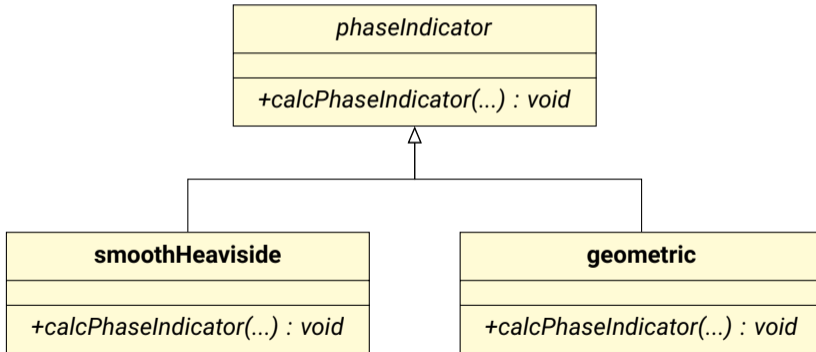 phaseIndicator
+calcPhaseIndicator(...) : void
smoothHeaviside
+calcPhaseIndicator(...) : void
geometric
+calcPhaseIndicator(...) : void